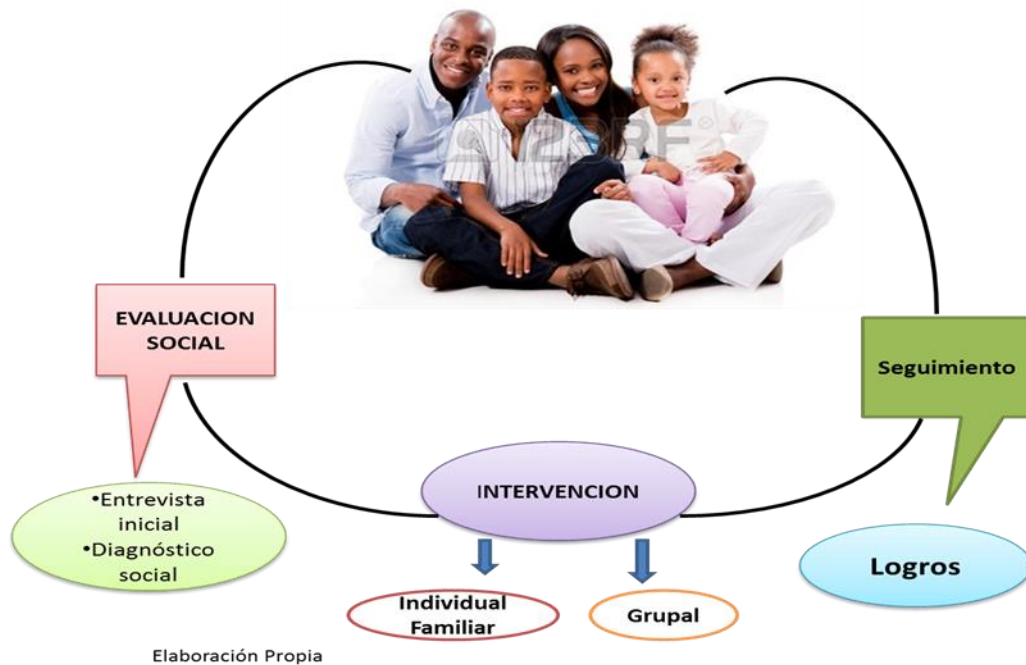 EVALUACION
SOCIAL
Seguimiento
INTERVENCION
•Entrevista
inicial
•Diagnóstico
social
Logros
Individual
Familiar
Grupal
Elaboración Propia